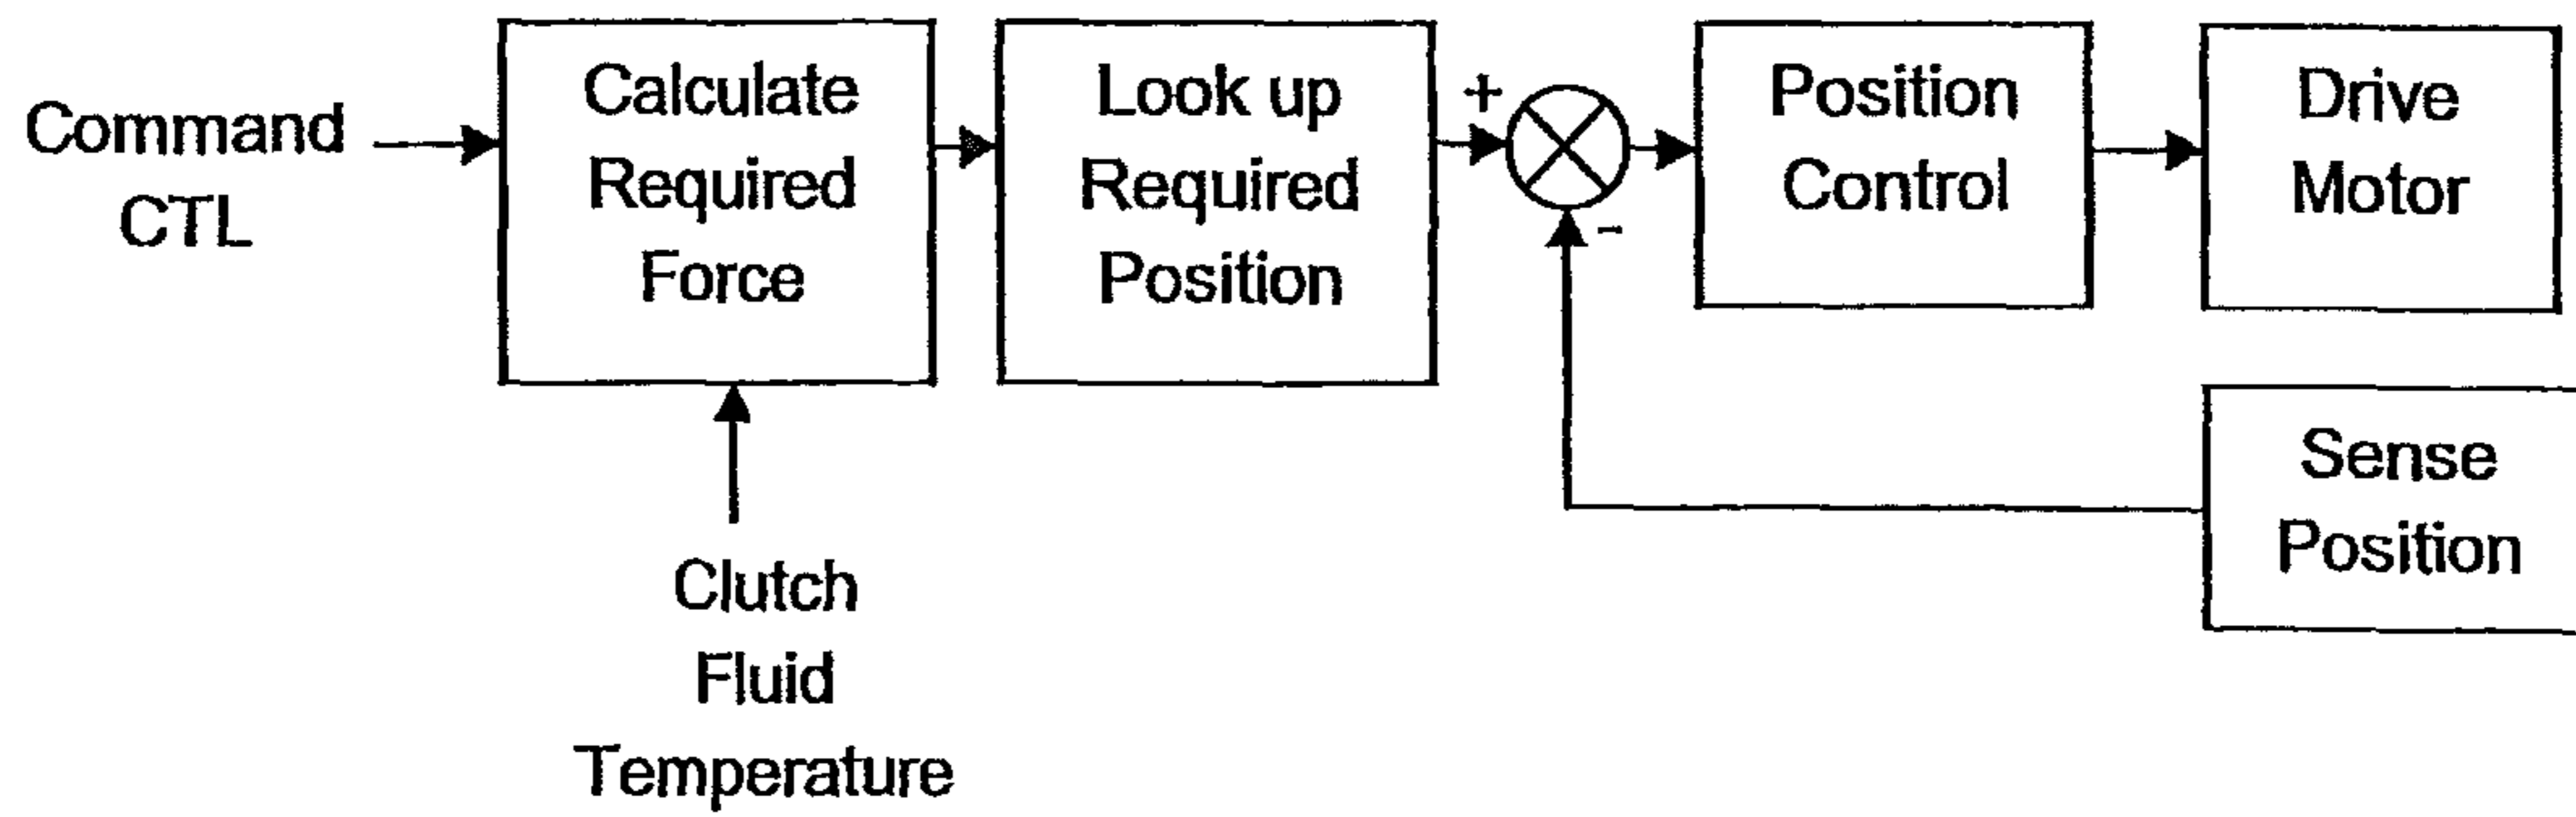 Command
CTL
Calculate
Required
Force
Look up
Required
Position
+
-
Position
Control
Drive
Motor
Sense
Position
Clutch
Fluid
Temperature